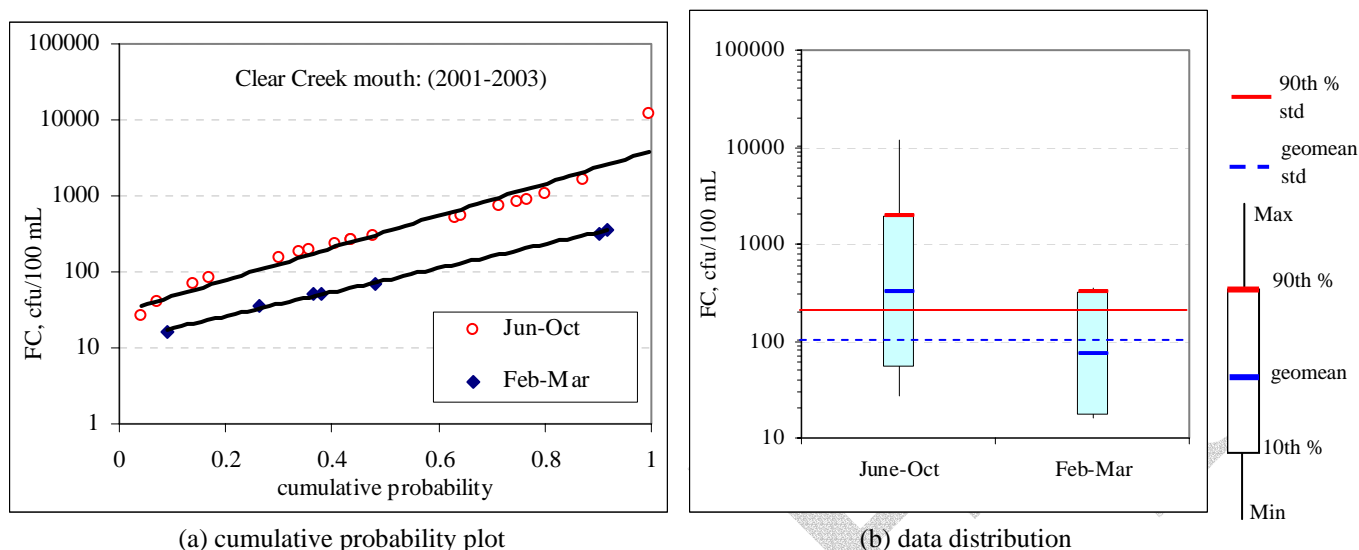 100000
10000
1000
100
10
1
FC, cfu/100 mL
Clear Creek mouth: (2001-2003)
Jun-Oct
Feb-Mar
0
0.2
0.4
0.6
0.8
1
cumulative probability
(a) cumulative probability plot
100000
10000
1000
100
10
FC, cfu/100 mL
June-Oct
Feb-Mar
(b) data distribution
90th %
std
geomean
std
Max
90th %
geomean
10th %
Min